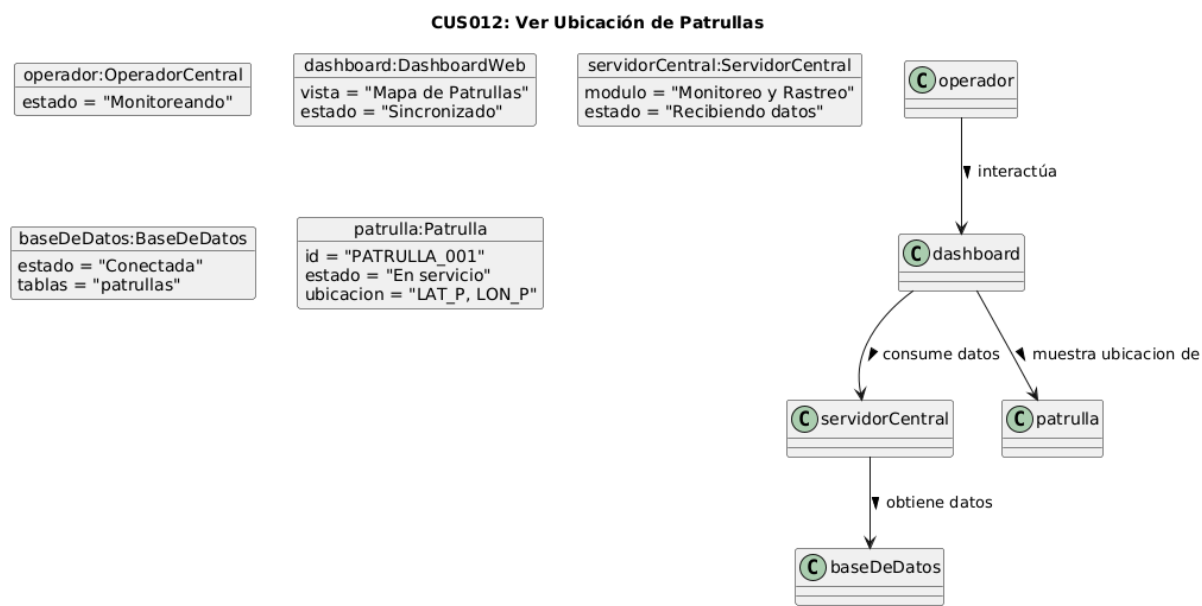 CUS012: Ver Ubicación de Patrullas
operador:OperadorCentral
estado = "Monitoreando"
dashboard:DashboardWeb
vista = "Mapa de Patrullas"
estado = "Sincronizado"
servidorCentral:ServidorCentral
modulo = "Monitoreo y Rastreo"
estado = "Recibiendo datos"
C operador
interactúa
baseDeDatos:BaseDeDatos
estado = "Conectada"
tablas = "patrullas"
patrulla:Patrulla
id = "PATRULLA_001"
estado = "En servicio"
ubicacion = "LAT_P, LON_P"
C dashboard
consume datos
muestra ubicacion de
C servidorCentral
C patrulla
obtiene datos
C baseDeDatos